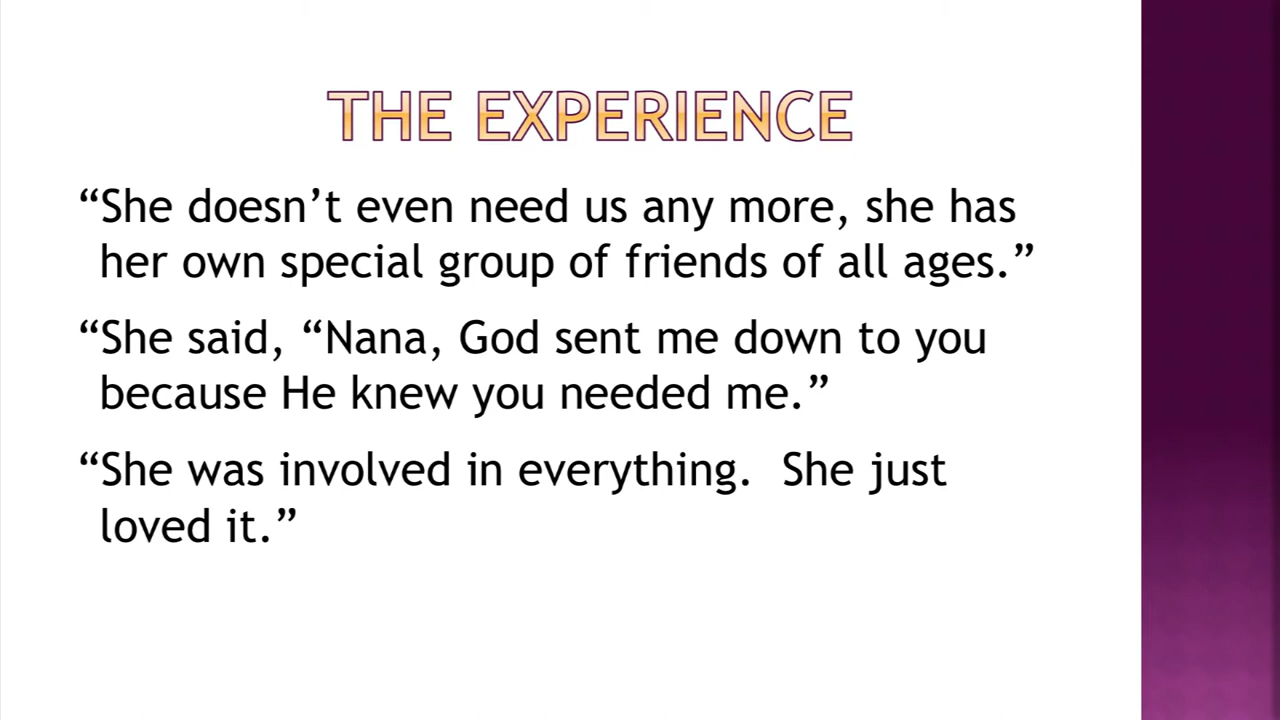 THE EXPERIENCE
“She doesn’t even need us any more, she has
her own special group of friends of all ages.”
“She said, “Nana, God sent me down to you
because He knew you needed me.”
“She was involved in everything.  She just
loved it.”